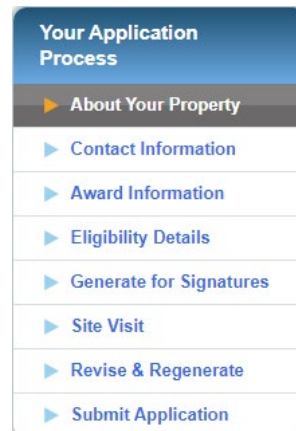 Your Application
Process
About Your Property
Contact Information
Award Information
Eligibility Details
Generate for Signatures
Site Visit
Revise & Regenerate
Submit Application